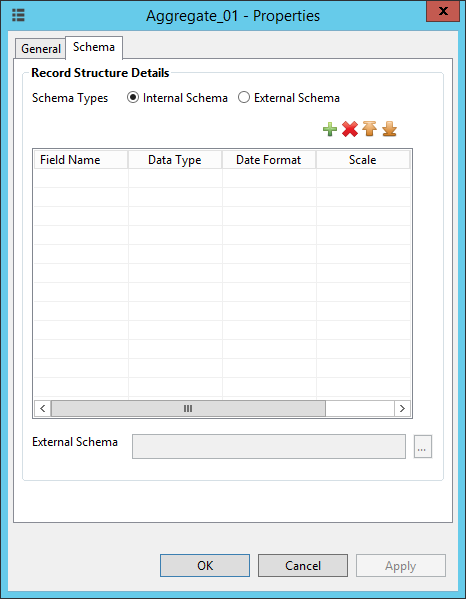 Aggregate_01 - Properties
General Schema
Record Structure Details
Schema Types Internal Schema External Schema
Field Name Data Type Date Format Scale
External Schema ...
OK Cancel Apply